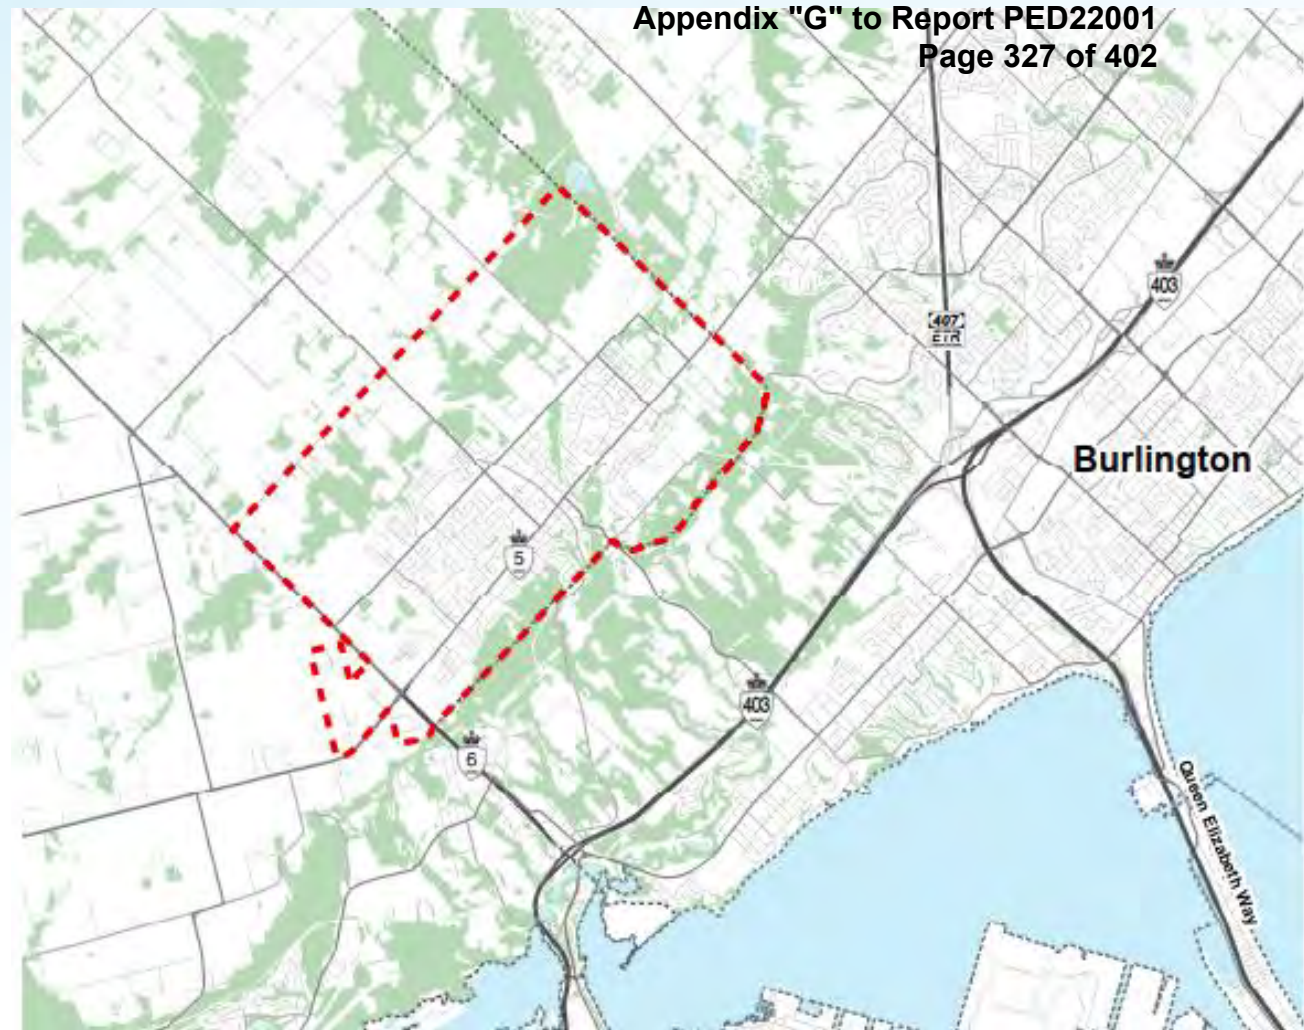 Appendix "G" to Report PED22001
Page 327 of 402
403
407
ETR
Burlington
5
403
6
Queen Elizabeth Way